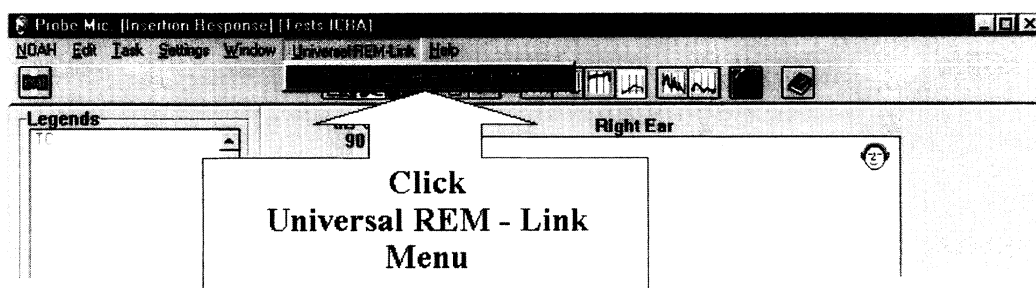 Probe Mic. [Insertion Response] [Tests ICRA]
NOAH Edit Task Settings Window Universal REM-Link Help
Legends
TC
90
Right Ear
Click
Universal REM - Link
Menu